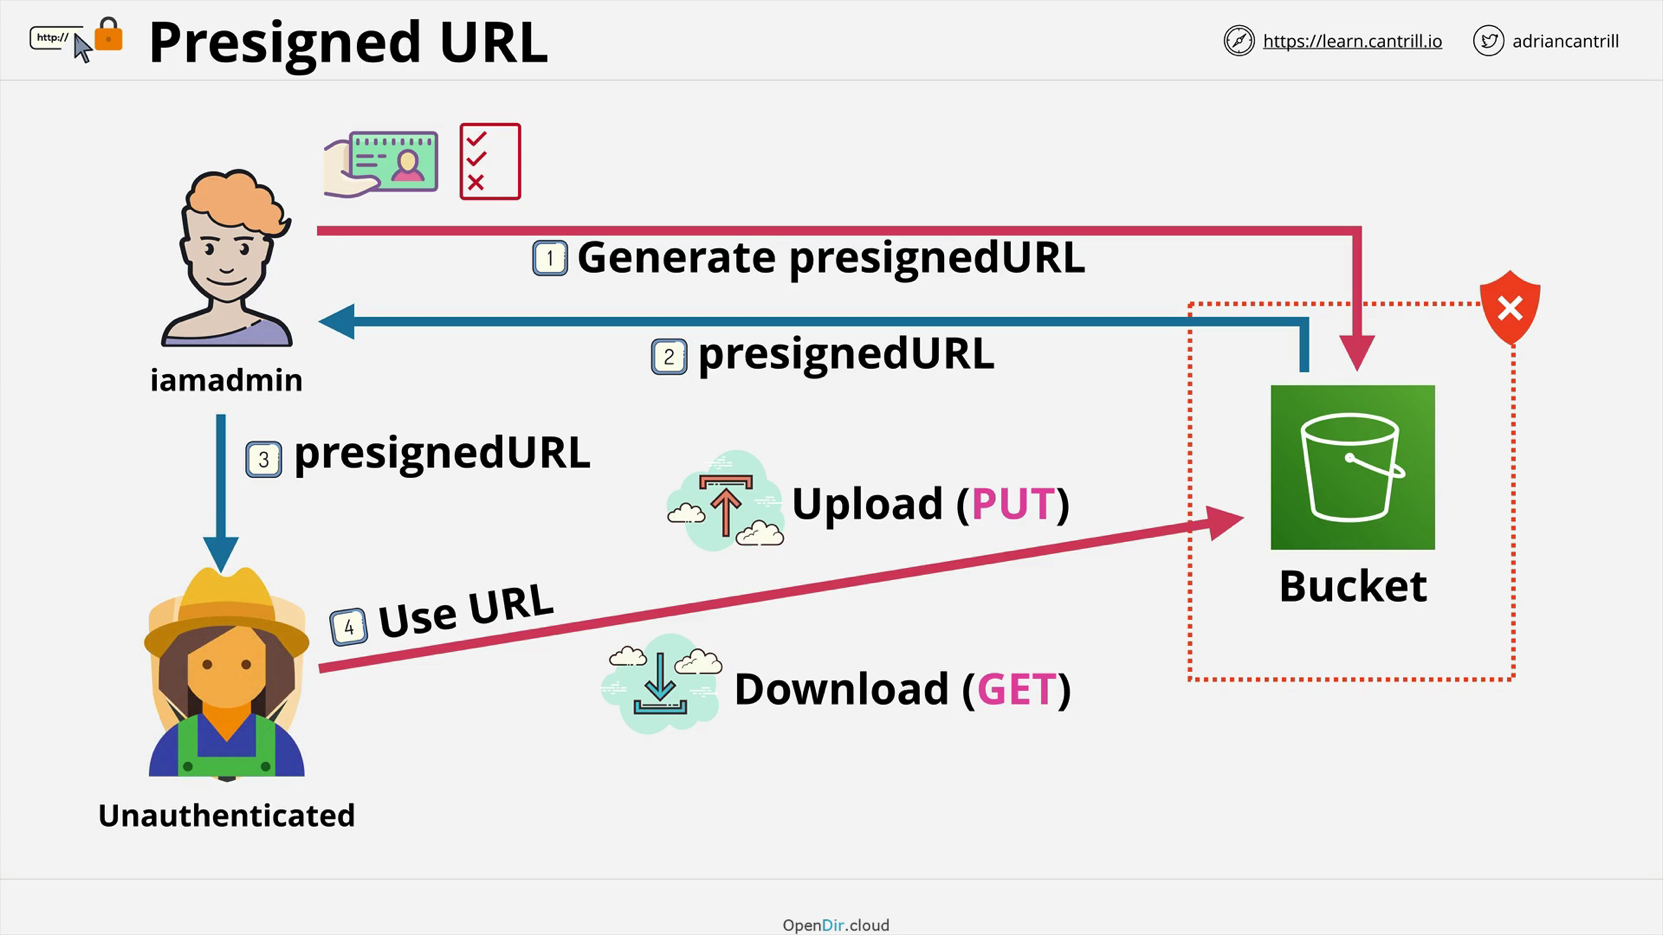 http://
Presigned URL
https://learn.cantrill.io
adriancantrill
1 Generate presignedURL
2 presignedURL
iamadmin
3 presignedURL
Upload (PUT)
4 Use URL
Bucket
Download (GET)
Unauthenticated
OpenDir.cloud